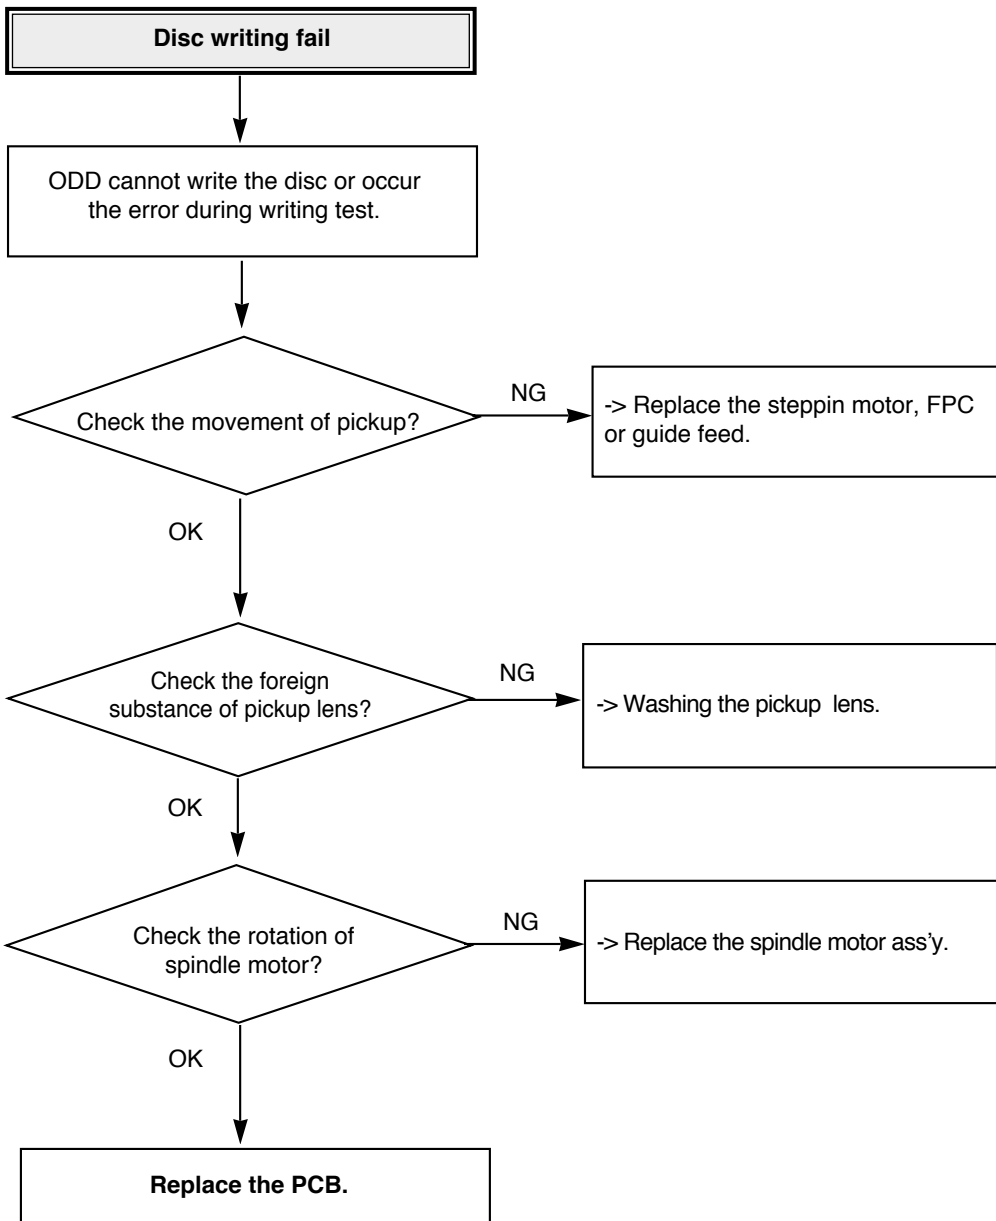 Disc writing fail
ODD cannot write the disc or occur
the error during writing test.
Check the movement of pickup?
NG
-> Replace the steppin motor, FPC
or guide feed.
OK
Check the foreign
substance of pickup lens?
NG
-> Washing the pickup lens.
OK
Check the rotation of
spindle motor?
NG
-> Replace the spindle motor ass’y.
OK
Replace the PCB.